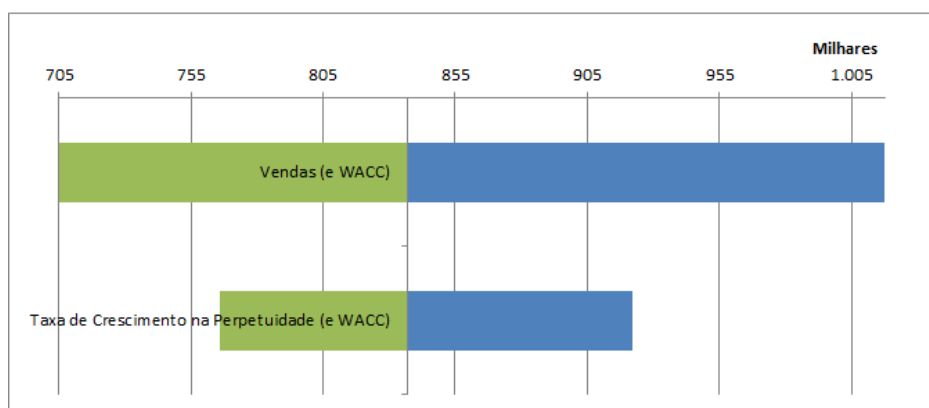 Milhares
705 755 805 855 905 955 1.005
Vendas (e WACC)
Taxa de Crescimento na Perpetuidade (e WACC)